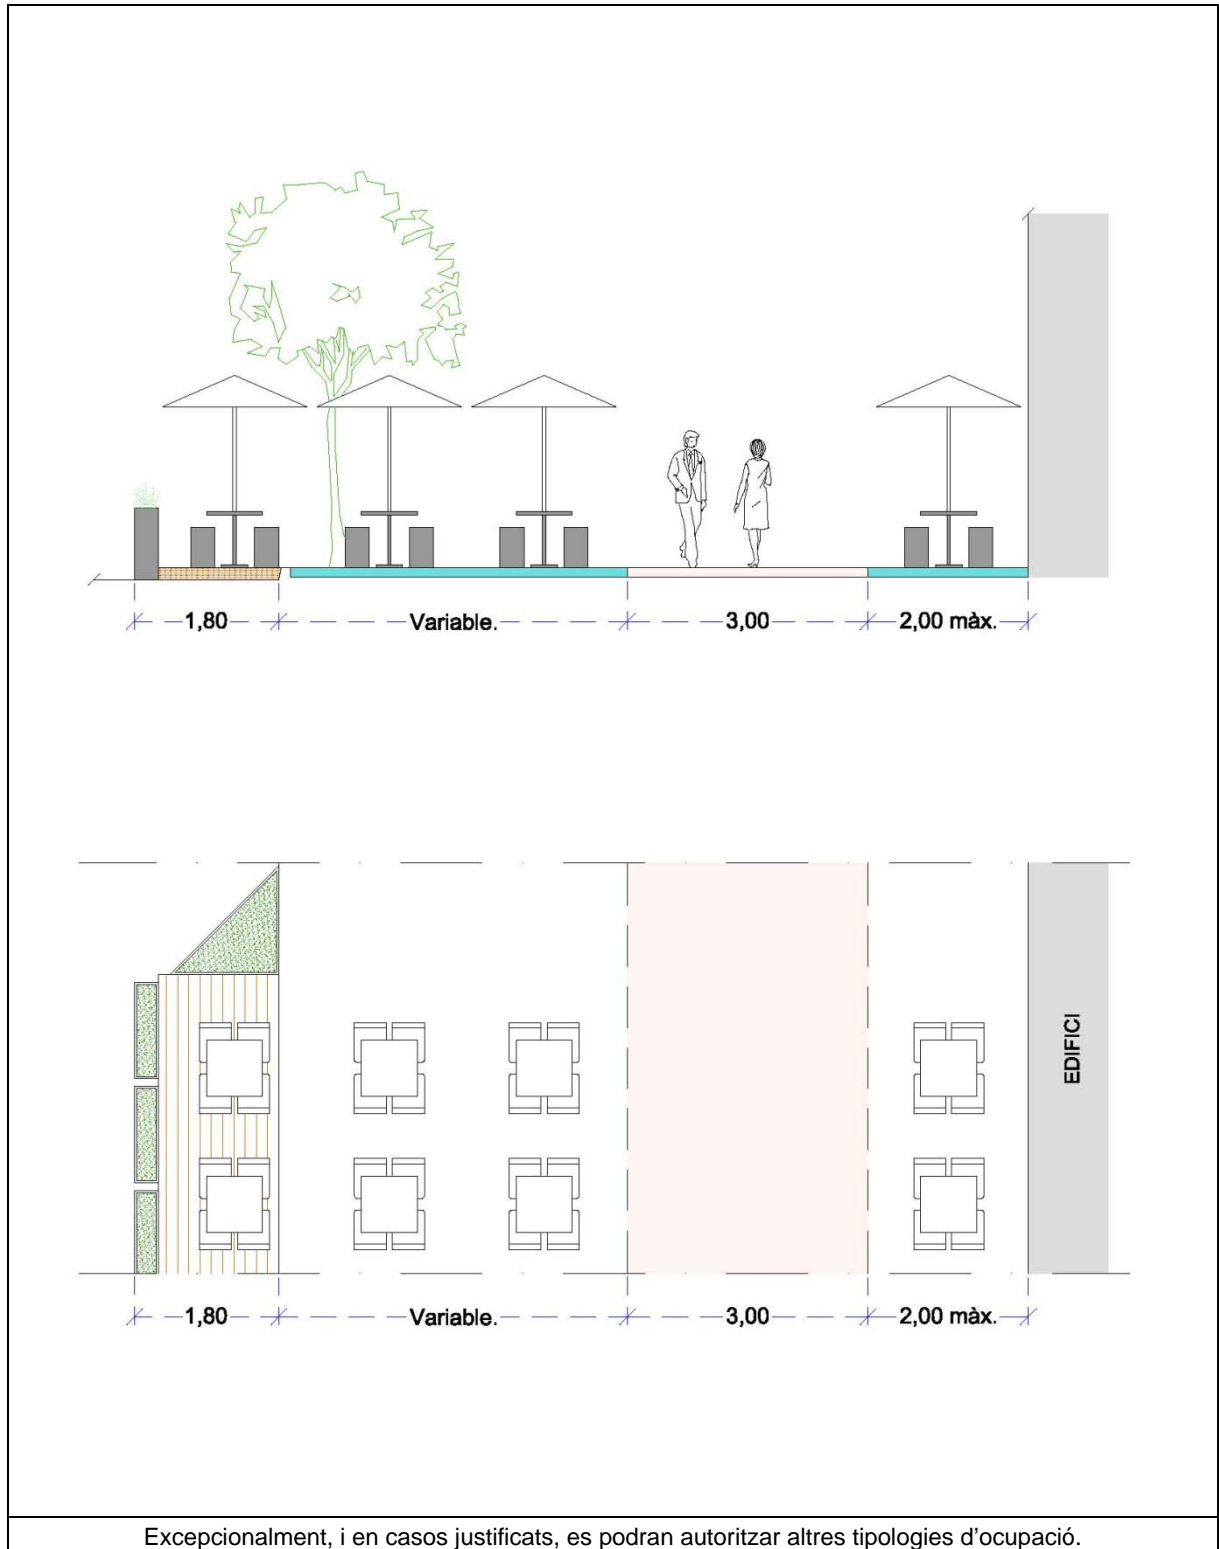 1,80 Variable. 3,00 2,00 màx.
EDIFICI
1,80 Variable. 3,00 2,00 màx.
Excepcionalment, i en casos justificats, es podran autoritzar altres tipologies d'ocupació.